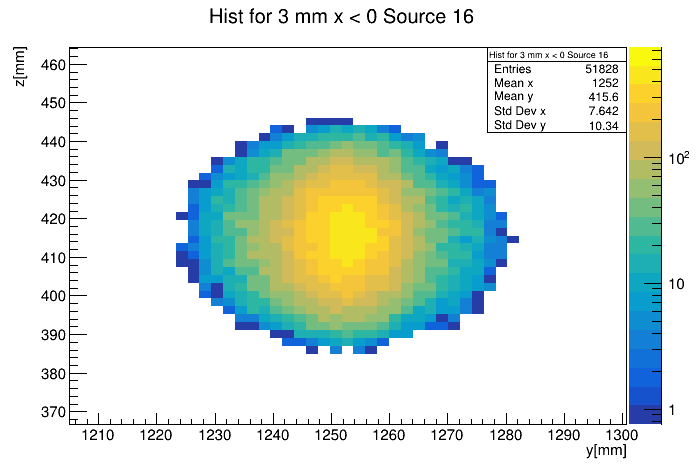 Hist for 3 mm x < 0 Source 16
Hist for 3 mm x < 0 Source 16
Entries 51828
Mean x 1252
Mean y 415.6
Std Dev x 7.642
Std Dev y 10.34
z[mm]
460
450
440
430
420
410
400
390
380
370
1210 1220 1230 1240 1250 1260 1270 1280 1290 1300
y[mm]
10²
10
1